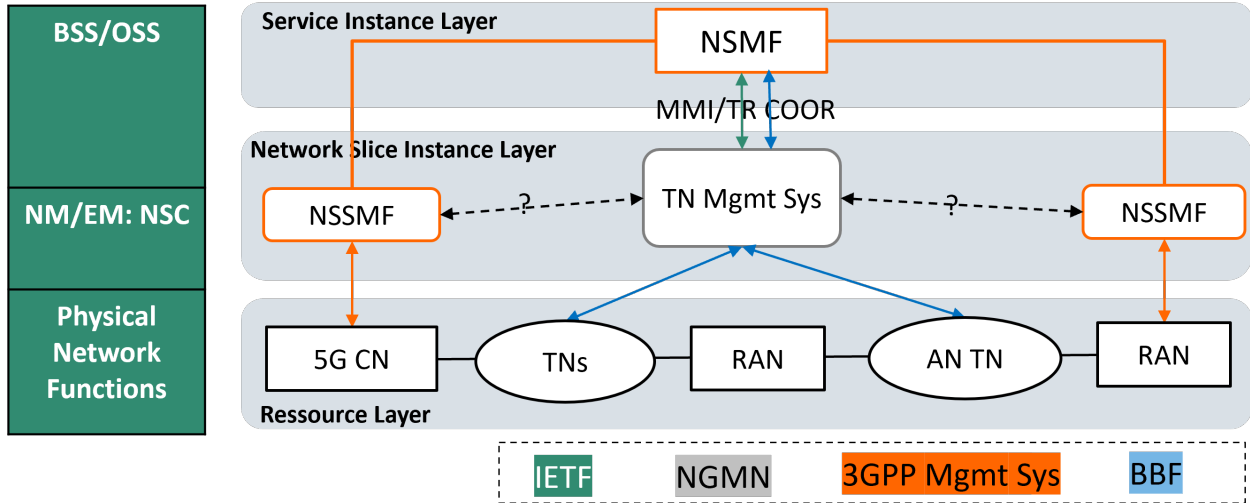 BSS/OSS
NM/EM: NSC
Physical
Network
Functions
Service Instance Layer
NSMF
MMI/TR COOR
Network Slice Instance Layer
NSSMF
?
TN Mgmt Sys
?
NSSMF
5G CN
TNs
RAN
AN TN
RAN
Ressource Layer
IETF
NGMN
3GPP Mgmt Sys
BBF